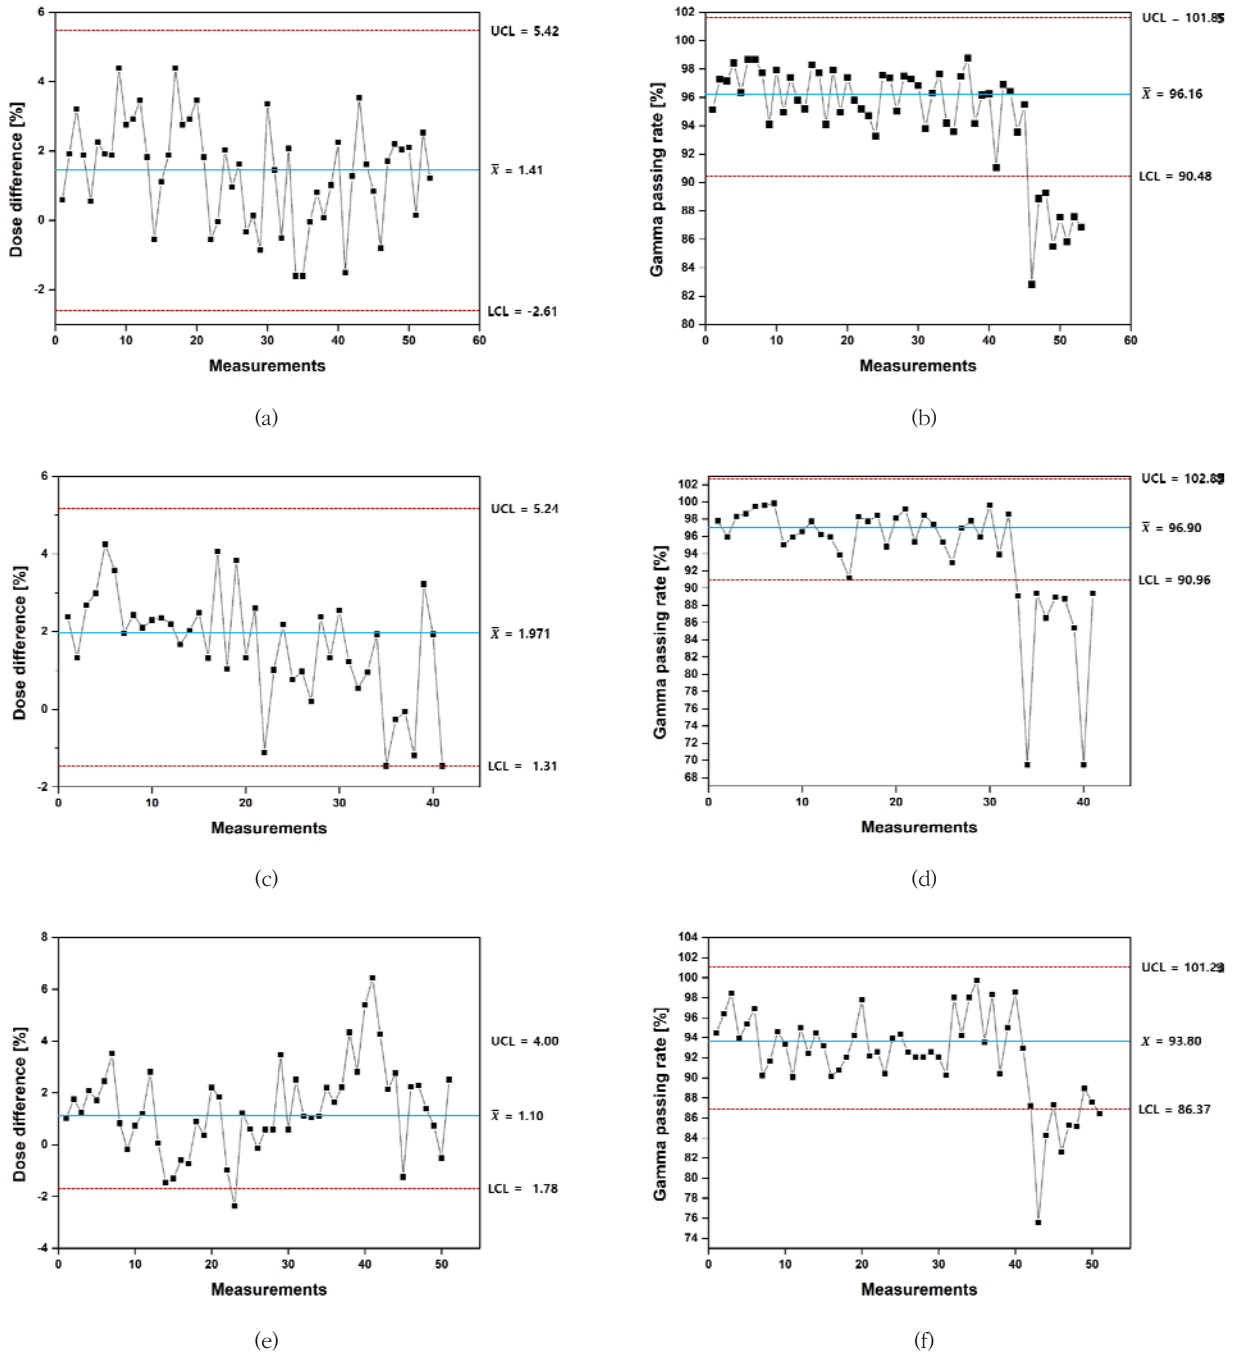 6
4
2
0
-2
0
10
20
30
40
50
60
Dose difference [%]
Measurements
UCL = 5.42
X̄ = 1.41
LCL = -2.61
(a)
102
100
98
96
94
92
90
88
86
84
82
80
0
10
20
30
40
50
60
Gamma passing rate [%]
Measurements
UCL – 101.85
X̄ = 96.16
LCL = 90.48
(b)
6
4
2
0
-2
0
10
20
30
40
Dose difference [%]
Measurements
UCL = 5.24
X̄ = 1.971
LCL = 1.31
(c)
102
100
98
96
94
92
90
88
86
84
82
80
78
76
74
72
70
68
0
10
20
30
40
Gamma passing rate [%]
Measurements
UCL =
X̄ = 96.90
LCL = 90.96
(d)
8
6
4
2
0
-2
-4
0
10
20
30
40
50
Dose difference [%]
Measurements
UCL = 4.00
X̄ = 1.10
LCL = 1.78
(e)
104
102
100
98
96
94
92
90
88
86
84
82
80
78
76
74
0
10
20
30
40
50
Gamma passing rate [%]
Measurements
UCL =
X = 93.80
LCL = 86.37
(f)